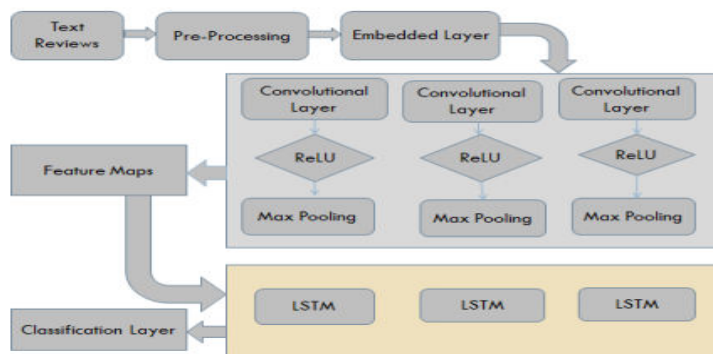 Text
Reviews
Pre-Processing
Embedded Layer
Convolutional
Layer
Convolutional
Layer
Convolutional
Layer
ReLU
ReLU
ReLU
Feature Maps
Max Pooling
Max Pooling
Max Pooling
LSTM
LSTM
LSTM
Classification Layer